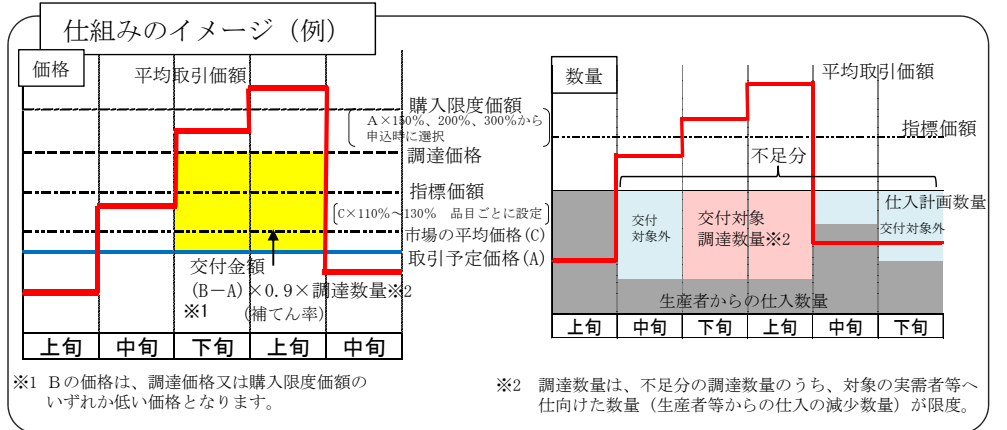 仕組みのイメージ（例）
価格
平均取引価額
購入限度価額
A×150%、200%、300%から
申込時に選択
調達価格
指標価額
C×110%～130%　品目ごとに設定
市場の平均価格(C)
取引予定価格(A)
交付金額
(B－A)×0.9×調達数量※2
※1
(補てん率)
上旬
中旬
下旬
上旬
中旬
※1 Bの価格は、調達価格又は購入限度価額の
いずれか低い価格となります。
数量
平均取引価額
指標価額
不足分
仕入計画数量
交付
対象外
交付対象
調達数量※2
交付対象外
生産者からの仕入数量
上旬
中旬
下旬
上旬
中旬
下旬
※2　調達数量は、不足分の調達数量のうち、対象の実需者等へ
仕向けた数量（生産者等からの仕入の減少数量）が限度。